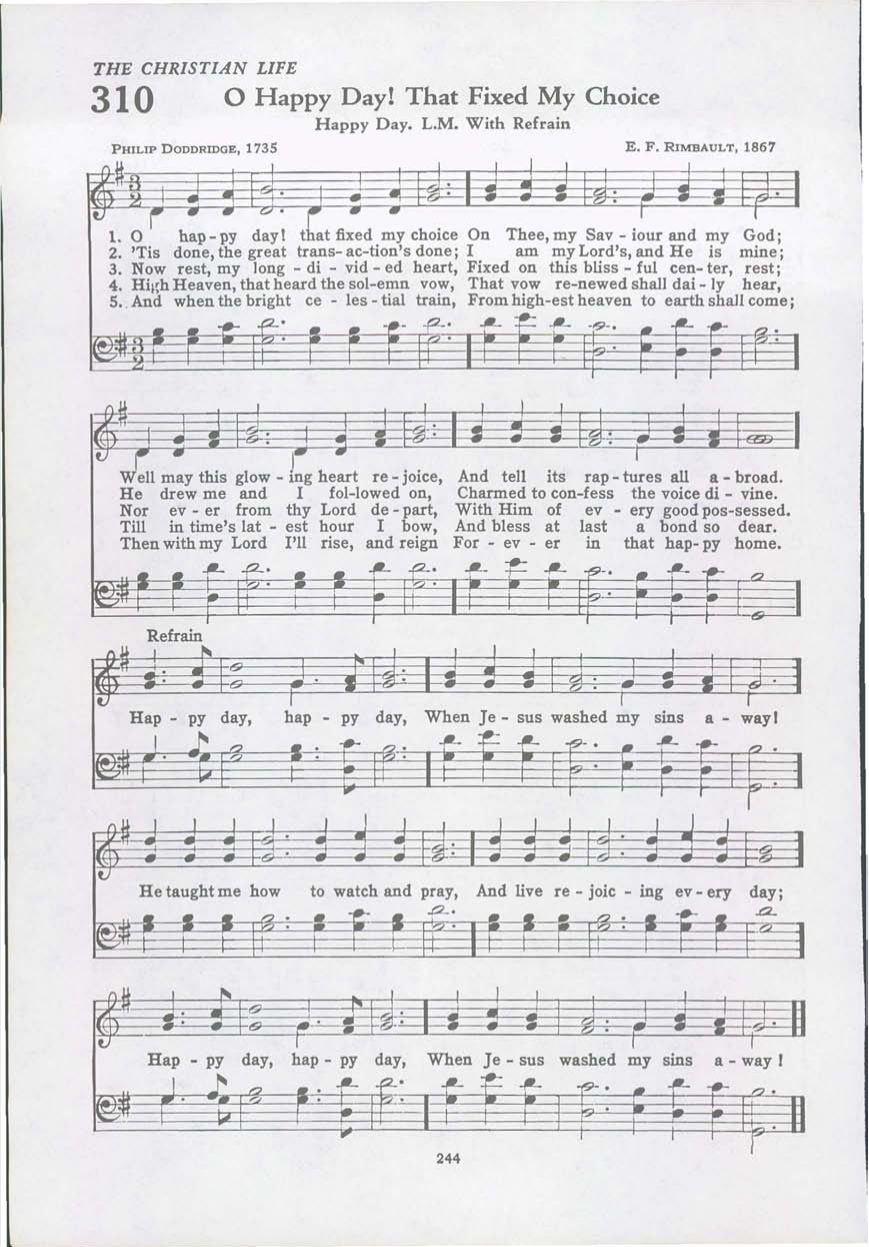 THE CHRISTIAN LIFE
310 O Happy Day! That Fixed My Choice
Happy Day. L.M. With Refrain
PHILIP DODDRIDGE, 1735 E. F. RIMBAULT, 1867
1. O hap-py day! that fixed my choice On Thee, my Sav - iour and my God;
2. 'Tis done, the great trans-ac-tion's done; I am my Lord's, and He is mine;
3. Now rest, my long - di - vid - ed heart, Fixed on this bliss - ful cen-ter, rest;
4. High Heaven, that heard the sol-emn vow, That vow re-newed shall dai - ly hear,
5. And when the bright ce - les - tial train, From high-est heaven to earth shall come;
Well may this glow - ing heart re - joice, And tell its rap - tures all a - broad.
He drew me and I fol-lowed on, Charmed to con-fess the voice di - vine.
Nor ev - er from thy Lord de - part, With Him of ev - ery good pos-sessed.
Till in time's lat - est hour I bow, And bless at last a bond so dear.
Then with my Lord I'll rise, and reign For - ev - er in that hap-py home.
Refrain
Hap - py day, hap - py day, When Je - sus washed my sins a - way!
He taught me how to watch and pray, And live re - joic - ing ev - ery day;
Hap - py day, hap - py day, When Je - sus washed my sins a - way!
244